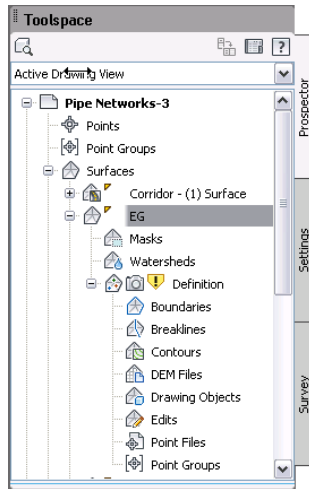 Toolspace
?
Active Drawing View
Pipe Networks-3
Points
Point Groups
Surfaces
Corridor - (1) Surface
EG
Masks
Watersheds
Definition
Boundaries
Breaklines
Contours
DEM Files
Drawing Objects
Edits
Point Files
Point Groups
Prospector
Settings
Survey